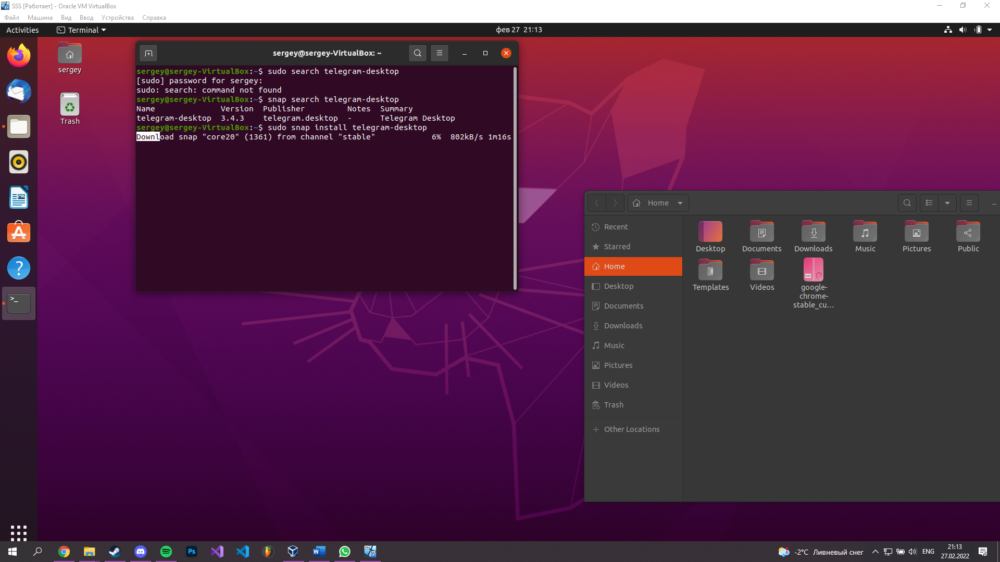 SSS [Работает] - Oracle VM VirtualBox
Файл Машина Вид Ввод Устройства Справка
Activities Terminal фев 27 21:13
sergey
Trash
sergey@sergey-VirtualBox: ~
sergey@sergey-VirtualBox:~$ sudo search telegram-desktop
[sudo] password for sergey:
sudo: search: command not found
sergey@sergey-VirtualBox:~$ snap search telegram-desktop
Name Version Publisher Notes Summary
telegram-desktop 3.4.3 telegram.desktop - Telegram Desktop
sergey@sergey-VirtualBox:~$ sudo snap install telegram-desktop
Download snap "core20" (1361) from channel "stable" 6% 802kB/s 1m16s
Home
Recent
Starred
Home
Desktop
Documents
Downloads
Music
Pictures
Videos
Trash
Other Locations
Desktop Documents Downloads Music Pictures Public
Templates Videos google-
chrome-
stable_cu...
-2°C Ливневый снег ENG 21:13
27.02.2022